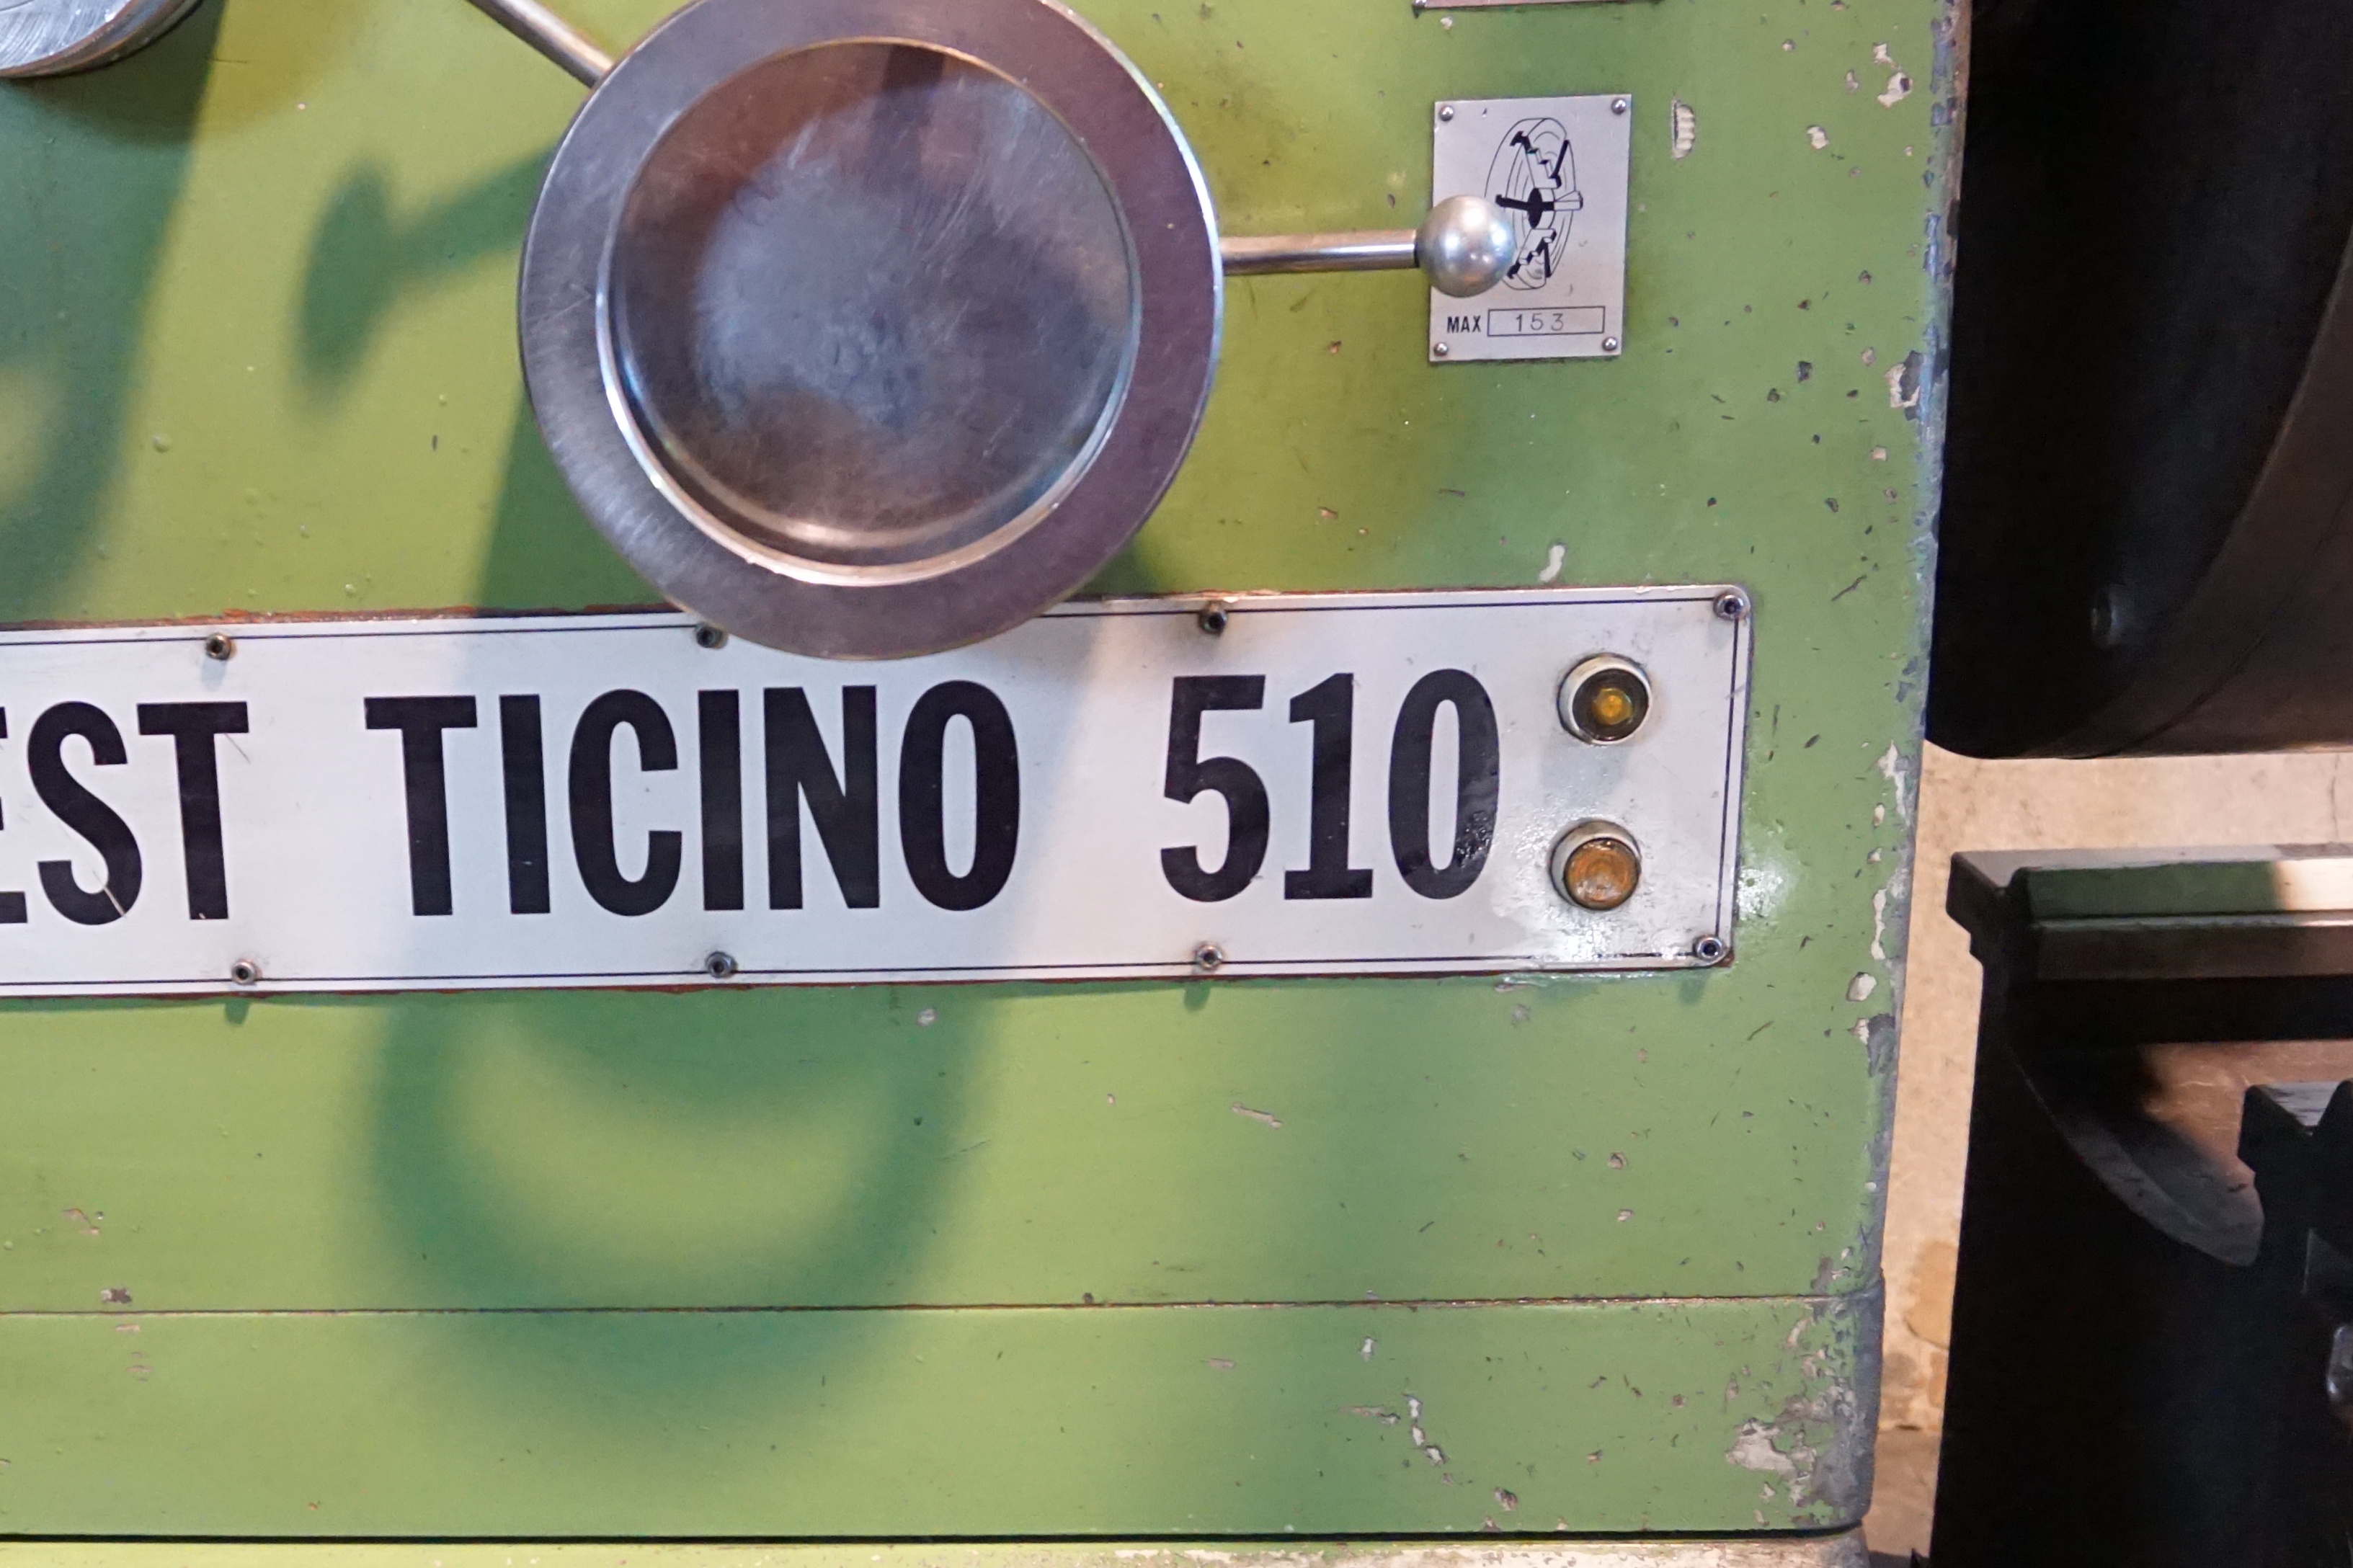 MAX 153
EST TICINO 510